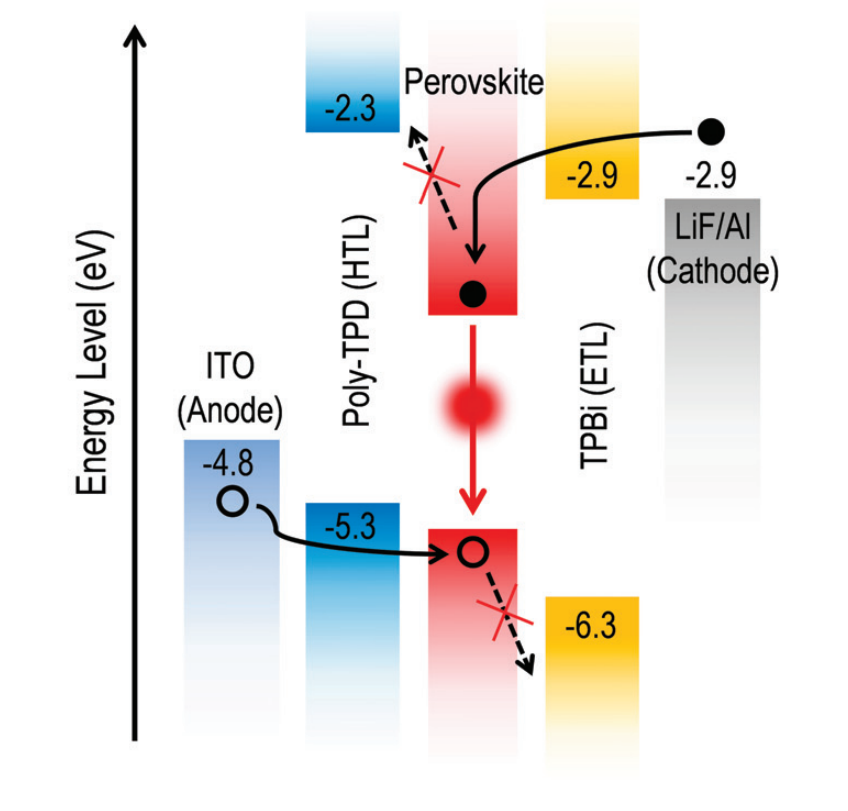 Energy Level (eV)
ITO
(Anode)
-4.8
Poly-TPD (HTL)
-2.3
-5.3
Perovskite
TPBi (ETL)
-2.9
-6.3
-2.9
LiF/Al
(Cathode)